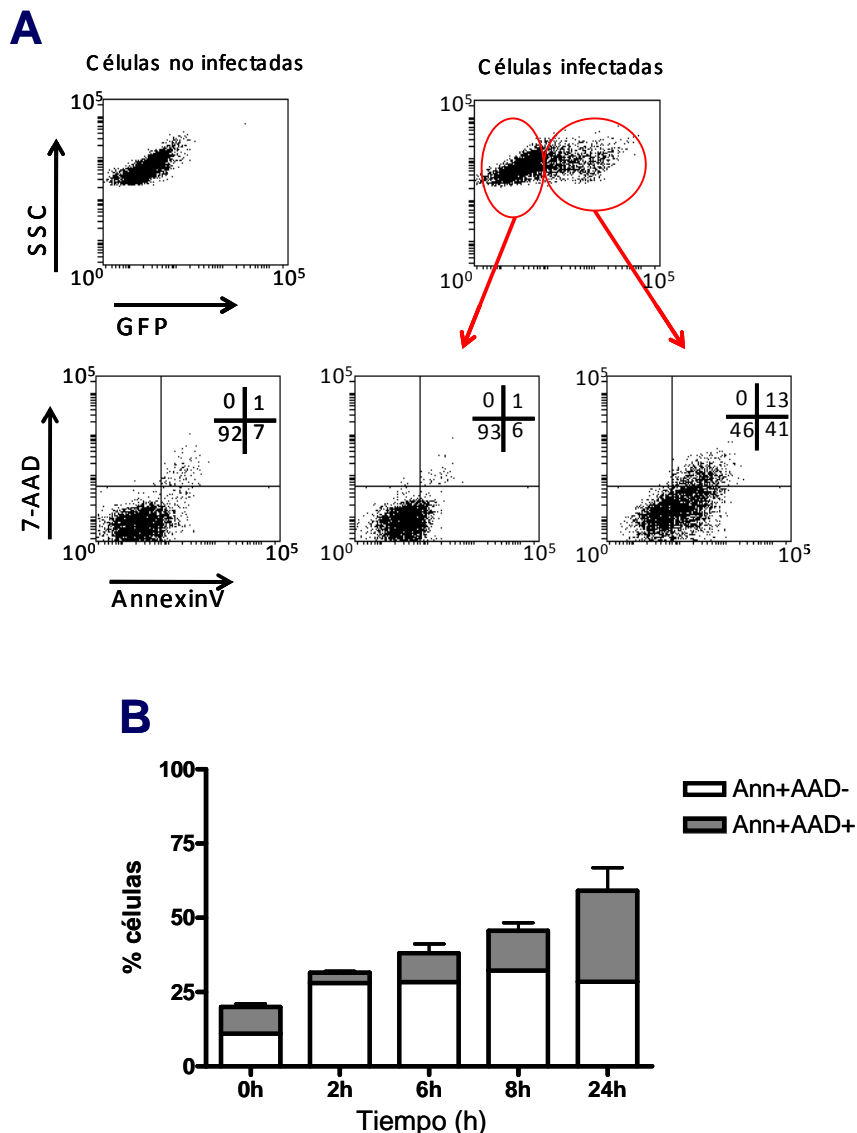 A
Células no infectadas
Células infectadas
10⁵
10⁵
SSC
10⁰
10⁵
10⁰
10⁵
GFP
10⁵
10⁵
10⁵
0 1
92 7
0 1
93 6
0 13
46 41
7-AAD
10⁰
10⁵
10⁰
10⁵
10⁰
10⁵
AnnexinV
B
100
75
50
25
0
% células
Ann+AAD-
Ann+AAD+
0h 2h 6h 8h 24h
Tiempo (h)